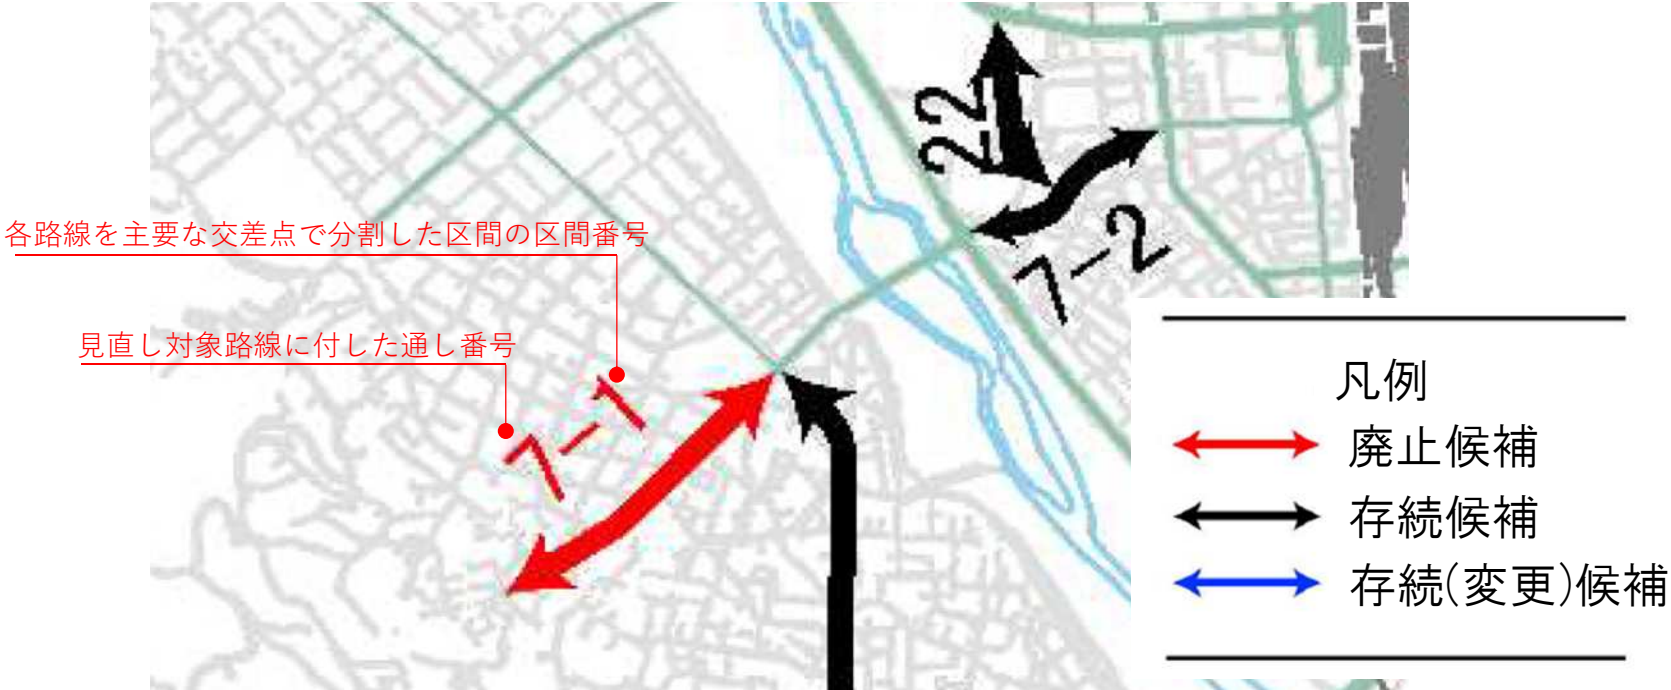 22
7-2
各路線を主要な交差点で分割した区間の区間番号
見直し対象路線に付した通し番号
7-1
凡例
廃止候補
存続候補
存続(変更)候補